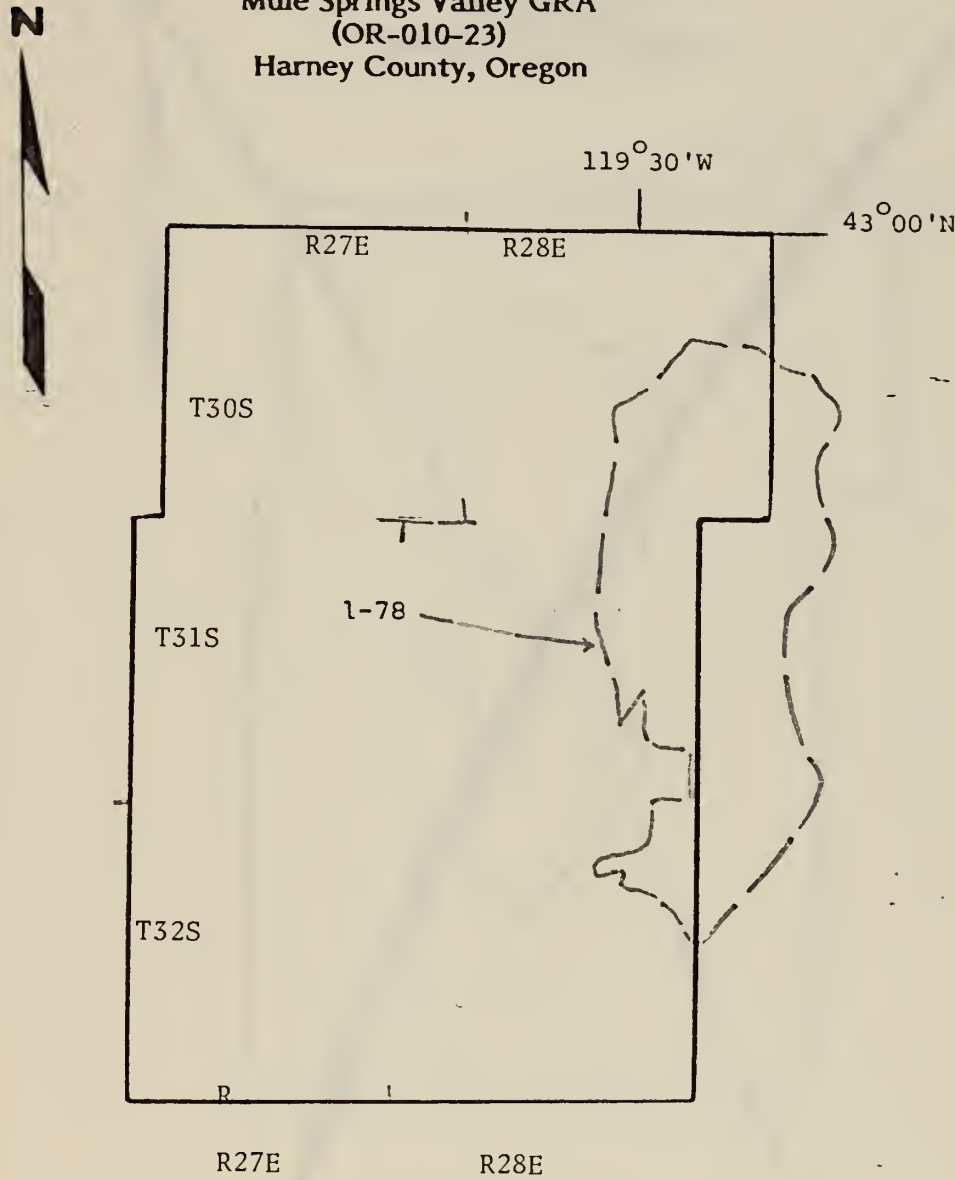 Mule Springs Valley GRA
N
(OR-010-23)
Harney County, Oregon
119°30'W
43°00'N
R27E R28E
T30S
1-78
T31S
T32S
R
R27E R28E